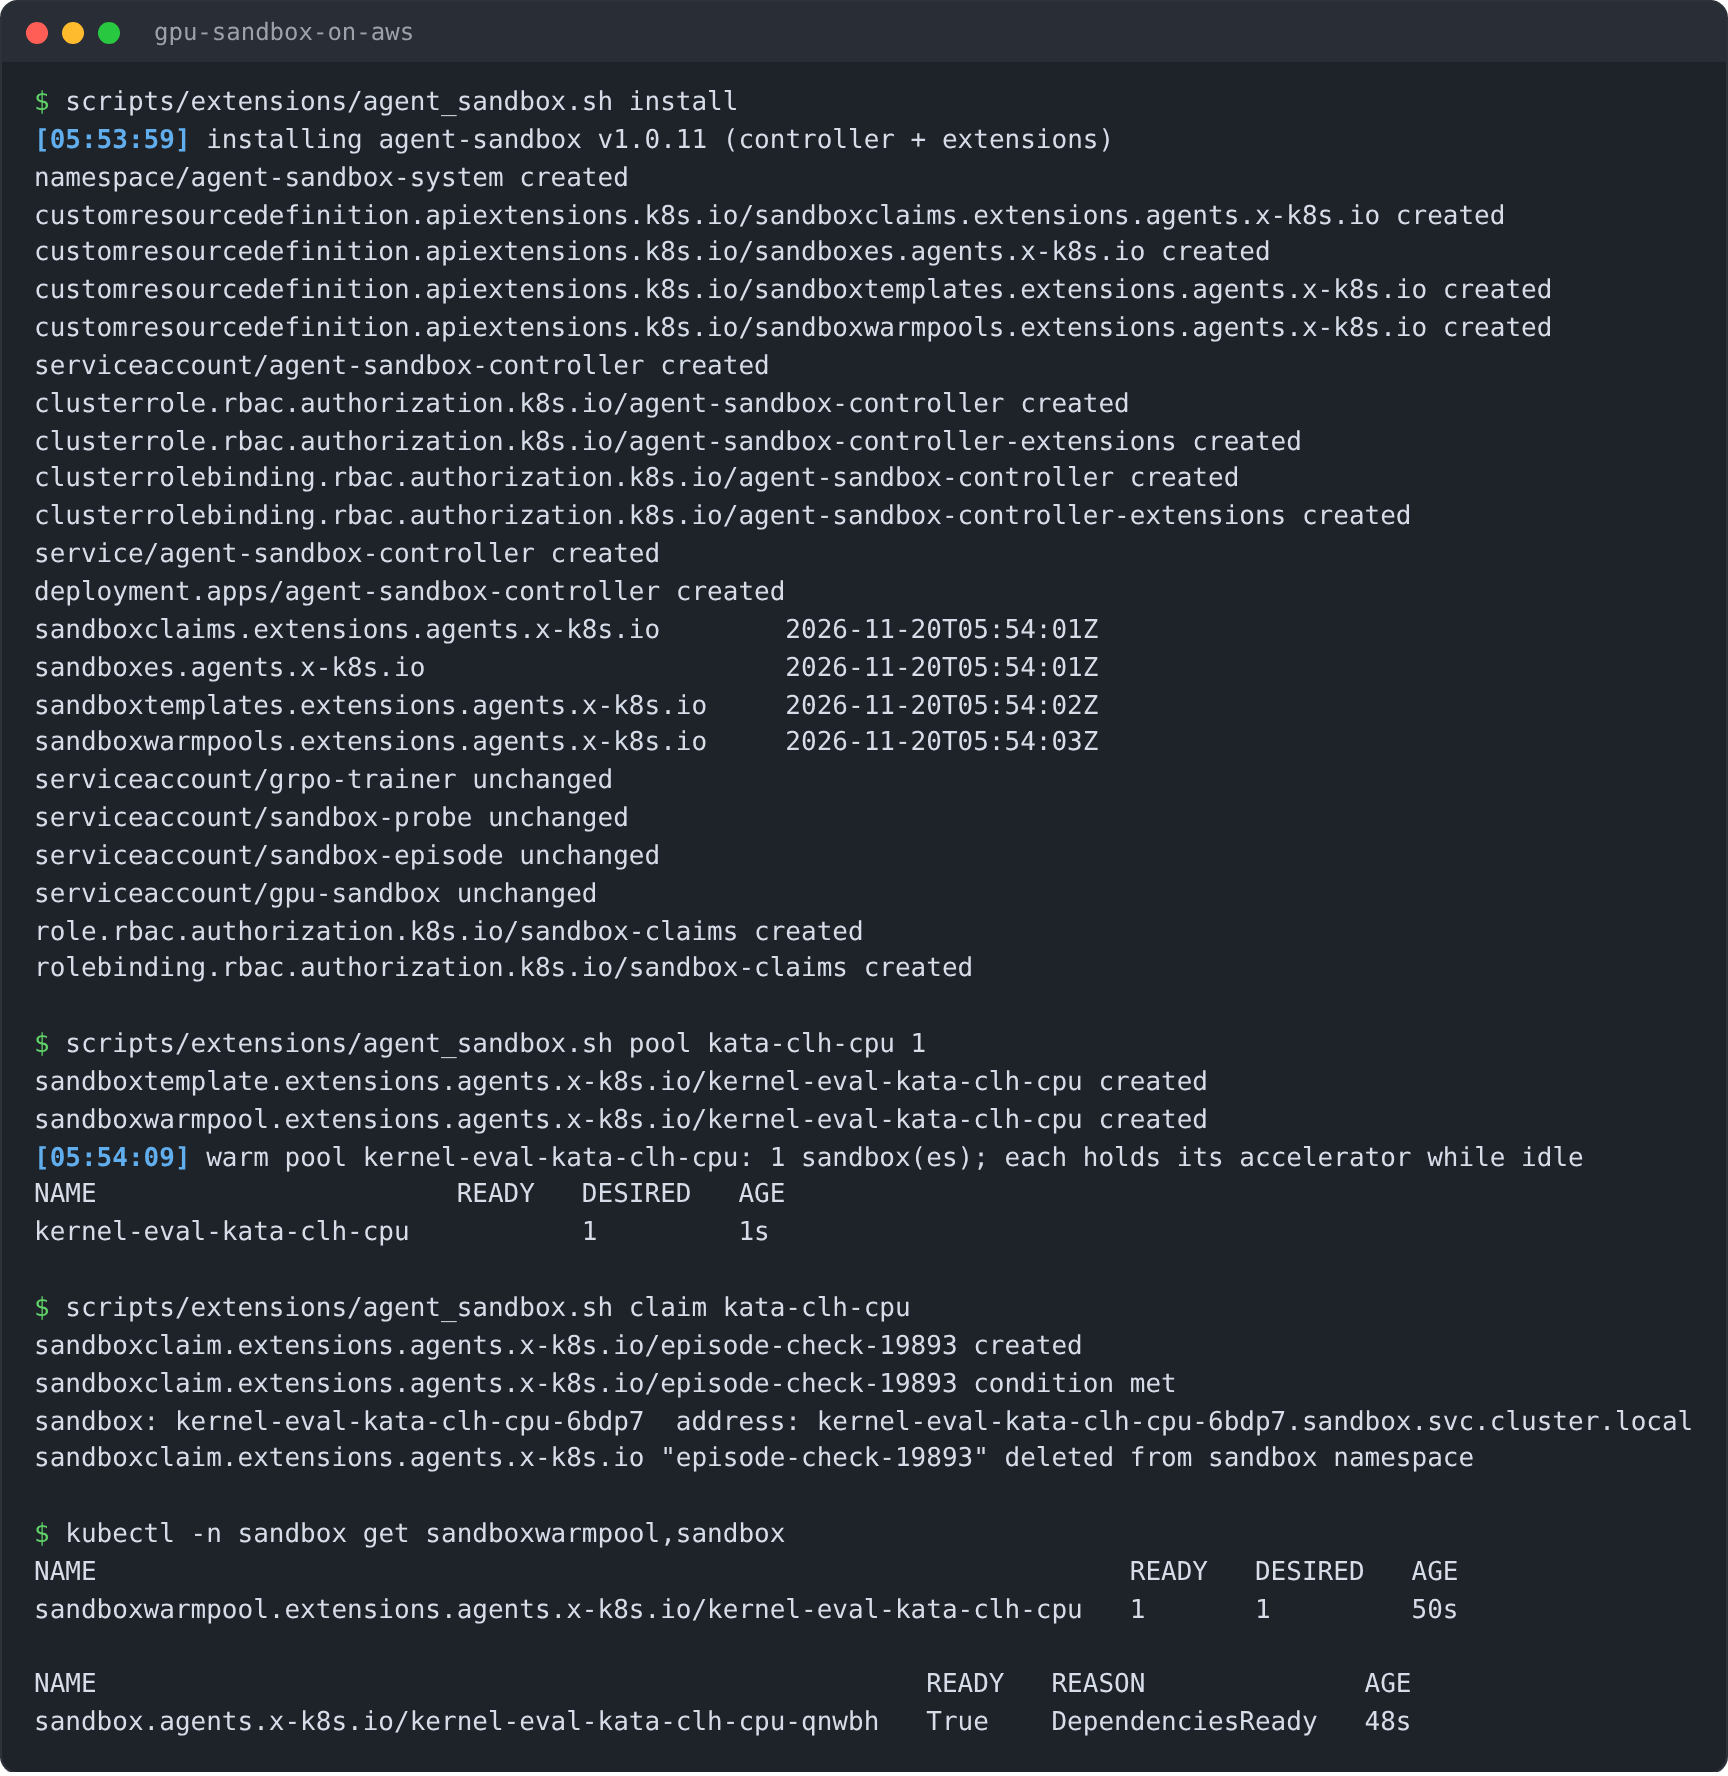 gpu-sandbox-on-aws
$ scripts/extensions/agent_sandbox.sh install
[05:53:59] installing agent-sandbox v1.0.11 (controller + extensions)
namespace/agent-sandbox-system created
customresourcedefinition.apiextensions.k8s.io/sandboxclaims.extensions.agents.x-k8s.io created
customresourcedefinition.apiextensions.k8s.io/sandboxes.agents.x-k8s.io created
customresourcedefinition.apiextensions.k8s.io/sandboxtemplates.extensions.agents.x-k8s.io created
customresourcedefinition.apiextensions.k8s.io/sandboxwarmpools.extensions.agents.x-k8s.io created
serviceaccount/agent-sandbox-controller created
clusterrole.rbac.authorization.k8s.io/agent-sandbox-controller created
clusterrole.rbac.authorization.k8s.io/agent-sandbox-controller-extensions created
clusterrolebinding.rbac.authorization.k8s.io/agent-sandbox-controller created
clusterrolebinding.rbac.authorization.k8s.io/agent-sandbox-controller-extensions created
service/agent-sandbox-controller created
deployment.apps/agent-sandbox-controller created
sandboxclaims.extensions.agents.x-k8s.io        2026-11-20T05:54:01Z
sandboxes.agents.x-k8s.io                       2026-11-20T05:54:01Z
sandboxtemplates.extensions.agents.x-k8s.io     2026-11-20T05:54:02Z
sandboxwarmpools.extensions.agents.x-k8s.io     2026-11-20T05:54:03Z
serviceaccount/grpo-trainer unchanged
serviceaccount/sandbox-probe unchanged
serviceaccount/sandbox-episode unchanged
serviceaccount/gpu-sandbox unchanged
role.rbac.authorization.k8s.io/sandbox-claims created
rolebinding.rbac.authorization.k8s.io/sandbox-claims created
$ scripts/extensions/agent_sandbox.sh pool kata-clh-cpu 1
sandboxtemplate.extensions.agents.x-k8s.io/kernel-eval-kata-clh-cpu created
sandboxwarmpool.extensions.agents.x-k8s.io/kernel-eval-kata-clh-cpu created
[05:54:09] warm pool kernel-eval-kata-clh-cpu: 1 sandbox(es); each holds its accelerator while idle
NAME                       READY   DESIRED   AGE
kernel-eval-kata-clh-cpu           1         1s
$ scripts/extensions/agent_sandbox.sh claim kata-clh-cpu
sandboxclaim.extensions.agents.x-k8s.io/episode-check-19893 created
sandboxclaim.extensions.agents.x-k8s.io/episode-check-19893 condition met
sandbox: kernel-eval-kata-clh-cpu-6bdp7  address: kernel-eval-kata-clh-cpu-6bdp7.sandbox.svc.cluster.local
sandboxclaim.extensions.agents.x-k8s.io "episode-check-19893" deleted from sandbox namespace
$ kubectl -n sandbox get sandboxwarmpool,sandbox
NAME                                                                  READY   DESIRED   AGE
sandboxwarmpool.extensions.agents.x-k8s.io/kernel-eval-kata-clh-cpu   1       1         50s
NAME                                                     READY   REASON              AGE
sandbox.agents.x-k8s.io/kernel-eval-kata-clh-cpu-qnwbh   True    DependenciesReady   48s